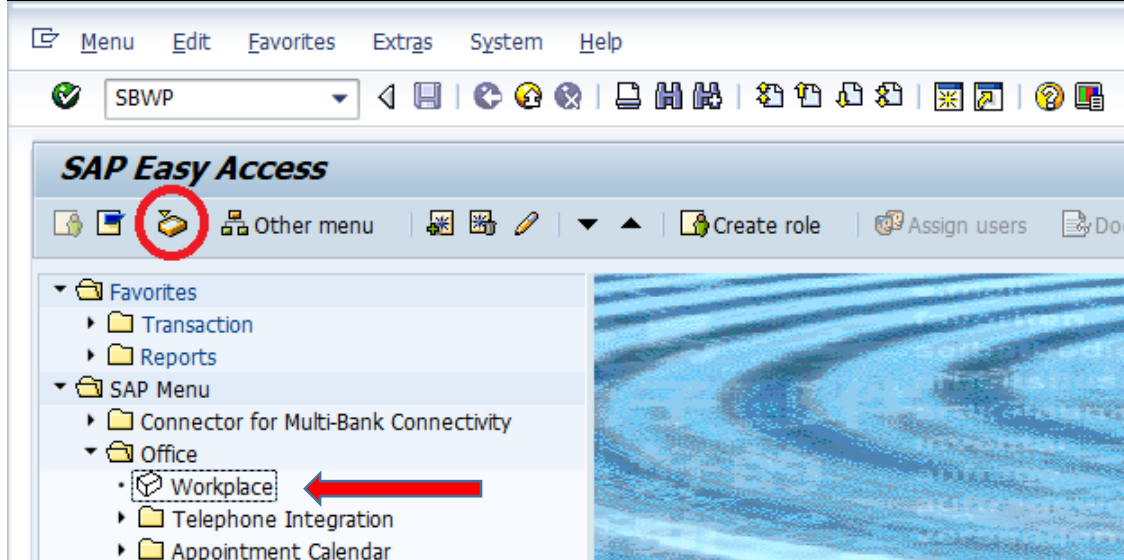 Menu Edit Favorites Extras System Help
SBWP
SAP Easy Access
Other menu Create role Assign users Do
Favorites
Transaction
Reports
SAP Menu
Connector for Multi-Bank Connectivity
Office
Workplace
Telephone Integration
Appointment Calendar